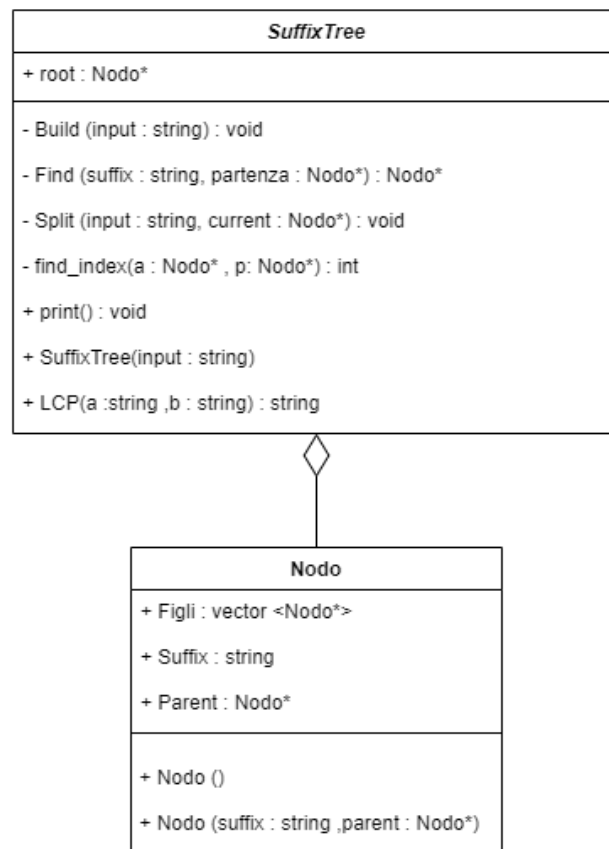 SuffixTree
+ root : Nodo*
- Build (input : string) : void
- Find (suffix : string, partenza : Nodo*) : Nodo*
- Split (input : string, current : Nodo*) : void
- find_index(a : Nodo* , p: Nodo*) : int
+ print() : void
+ SuffixTree(input : string)
+ LCP(a :string ,b : string) : string
Nodo
+ Figli : vector <Nodo*>
+ Suffix : string
+ Parent : Nodo*
+ Nodo ()
+ Nodo (suffix : string ,parent : Nodo*)